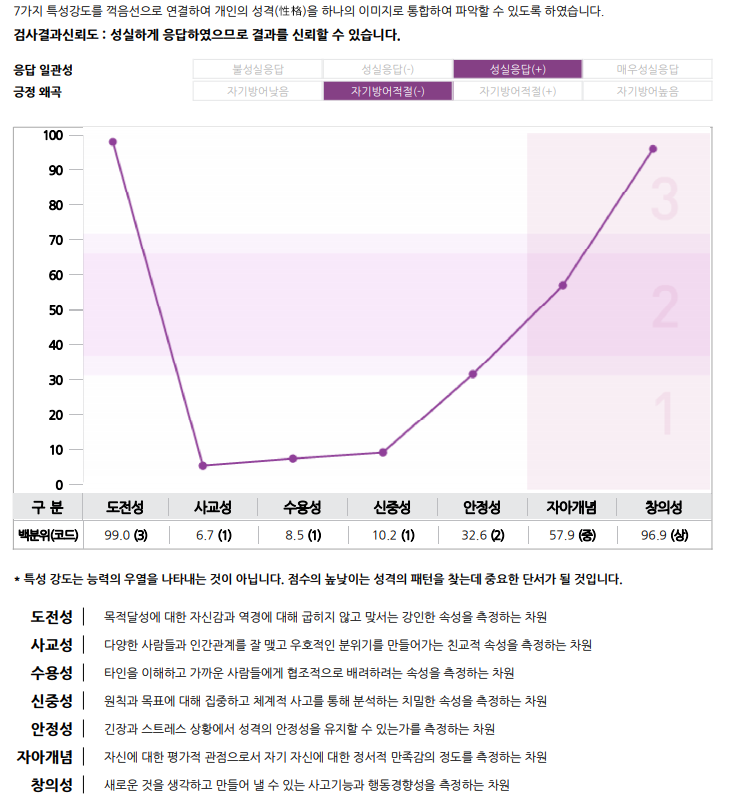 7가지 특성강도를 꺽음선으로 연결하여 개인의 성격(性格)을 하나의 이미지로 통합하여 파악할 수 있도록 하였습니다.
검사결과신뢰도 : 성실하게 응답하였으므로 결과를 신뢰할 수 있습니다.
응답 일관성 불성실응답 성실응답(-) 성실응답(+) 매우성실응답
긍정 왜곡 자기방어낮음 자기방어적절(-) 자기방어적절(+) 자기방어높음
100
90
80
70
60
50
40
30
20
10
0
3
2
1
구 분 도전성 사교성 수용성 신중성 안정성 자아개념 창의성
백분위(코드) 99.0 (3) 6.7 (1) 8.5 (1) 10.2 (1) 32.6 (2) 57.9 (중) 96.9 (상)
* 특성 강도는 능력의 우열을 나타내는 것이 아닙니다. 점수의 높낮이는 성격의 패턴을 찾는데 중요한 단서가 될 것입니다.
도전성 목적달성에 대한 자신감과 역경에 대해 굽히지 않고 맞서는 강인한 속성을 측정하는 차원
사교성 다양한 사람들과 인간관계를 잘 맺고 우호적인 분위기를 만들어가는 친교적 속성을 측정하는 차원
수용성 타인을 이해하고 가까운 사람들에게 협조적으로 배려하려는 속성을 측정하는 차원
신중성 원칙과 목표에 대해 집중하고 체계적 사고를 통해 분석하는 치밀한 속성을 측정하는 차원
안정성 긴장과 스트레스 상황에서 성격의 안정성을 유지할 수 있는가를 측정하는 차원
자아개념 자신에 대한 평가적 관점으로서 자기 자신에 대한 정서적 만족감의 정도를 측정하는 차원
창의성 새로운 것을 생각하고 만들어 낼 수 있는 사고기능과 행동경향성을 측정하는 차원